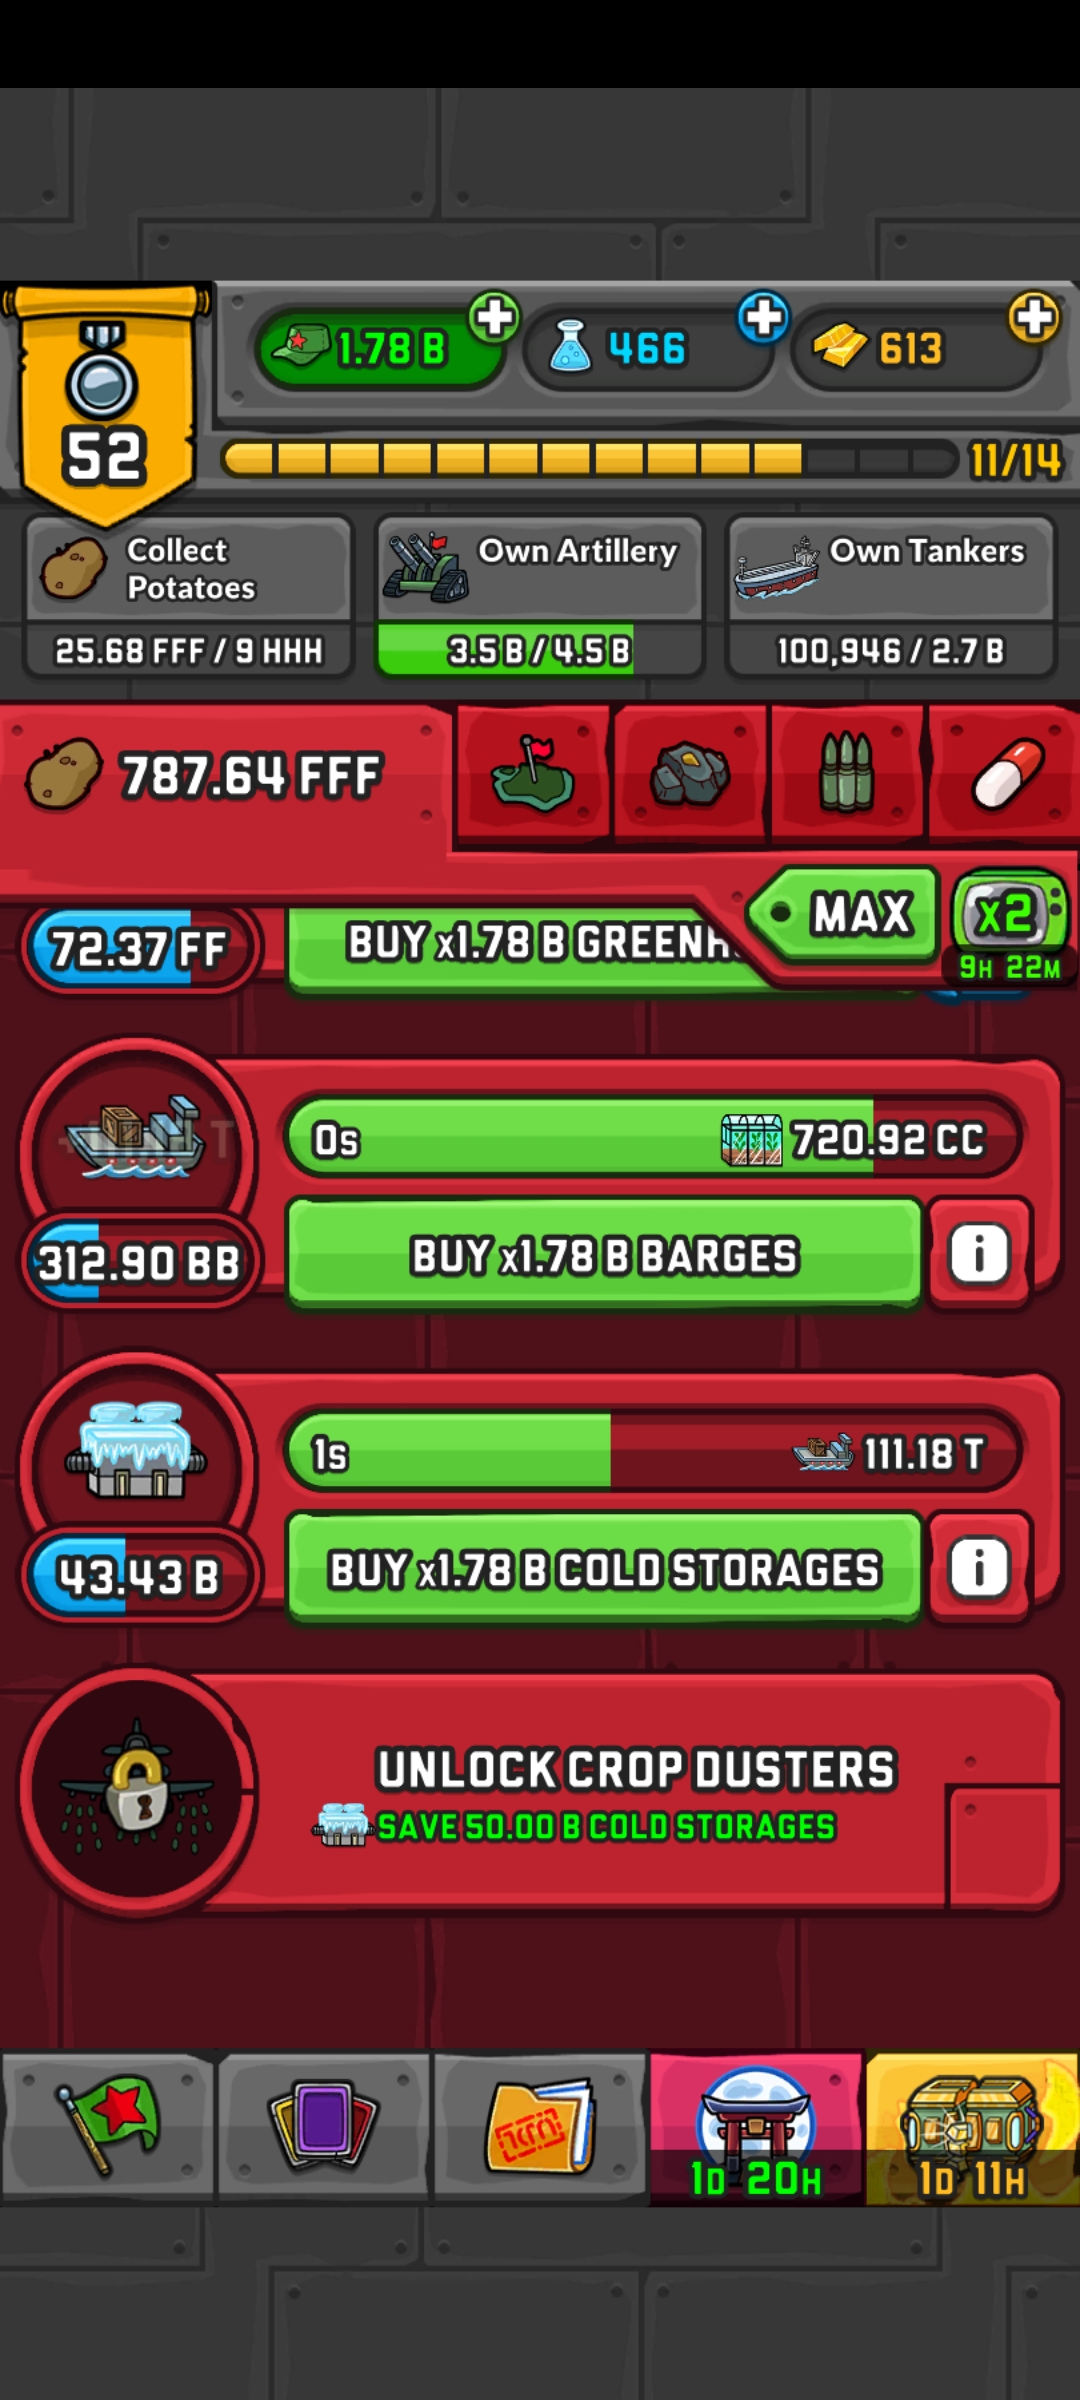 1.78 B
466
613
52
11/14
Collect
Potatoes
25.68 FFF / 9 HHH
Own Artillery
3.5 B / 4.5 B
Own Tankers
100,946 / 2.7 B
787.64 FFF
MAX
x2
9H 22M
72.37 FF
BUY x1.78 B GREENH
0s
720.92 CC
312.90 BB
BUY x1.78 B BARGES
i
1s
111.18 T
43.43 B
BUY x1.78 B COLD STORAGES
i
UNLOCK CROP DUSTERS
SAVE 50.00 B COLD STORAGES
1D 20H
1D 11H